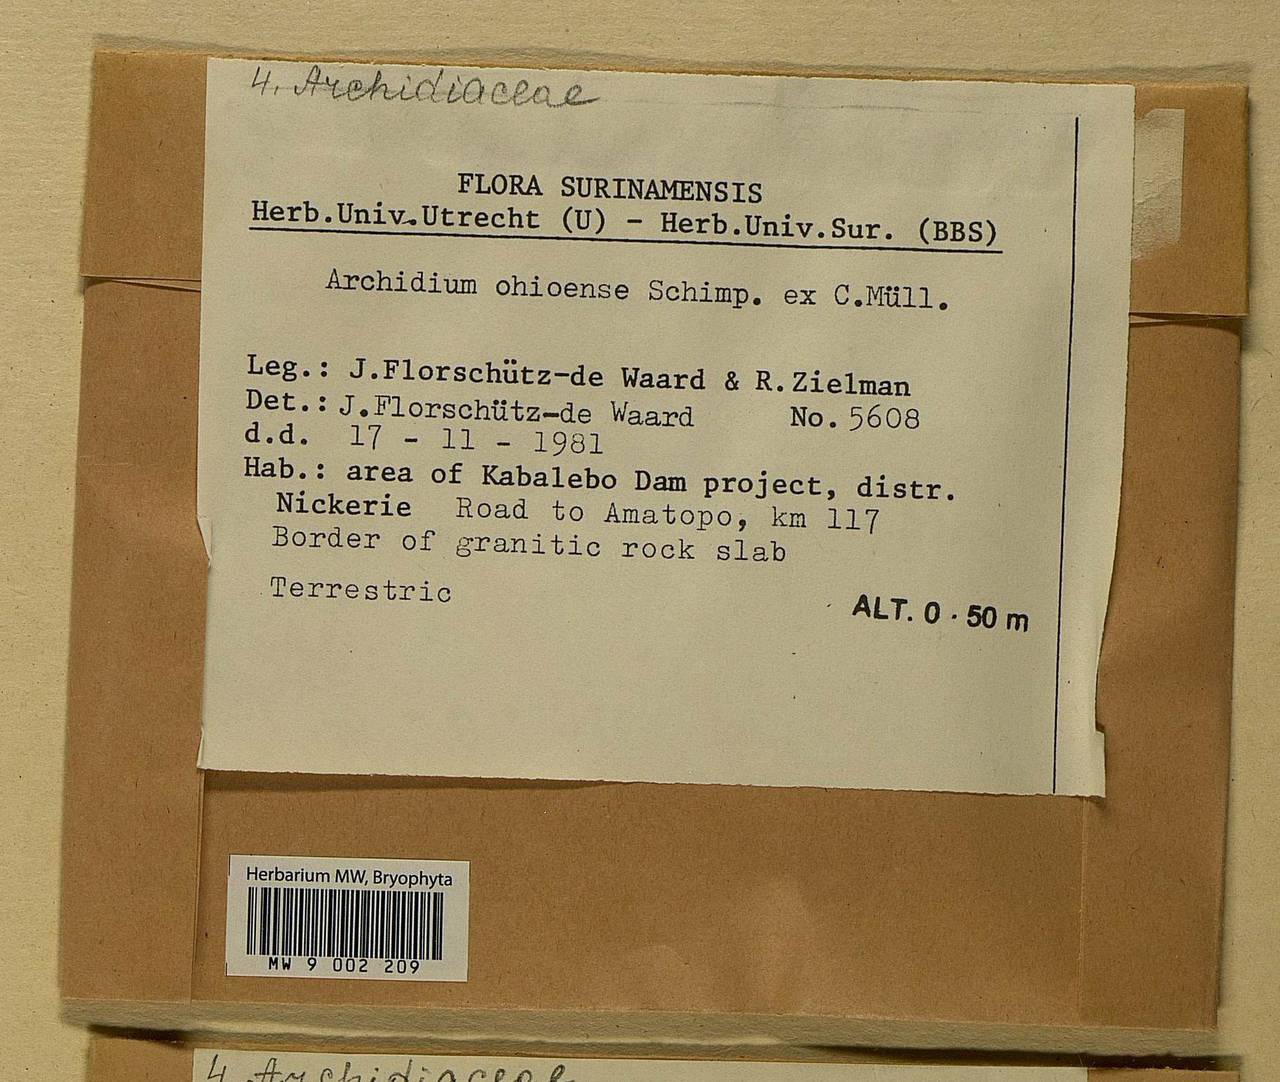 4. Archidiaceae
FLORA SURINAMENSIS
Herb.Univ.Utrecht (U) - Herb.Univ.Sur. (BBS)
Archidium ohioense Schimp. ex C.Müll.
Leg.: J.Florschütz-de Waard & R.Zielman
Det.: J.Florschütz-de Waard No. 5608
d.d. 17 - 11 - 1981
Hab.: area of Kabalebo Dam project, distr.
Nickerie Road to Amatopo, km 117
Border of granitic rock slab
Terrestric
ALT. 0 · 50 m
Herbarium MW, Bryophyta
MW 9 002 209
4 Archidiaceae